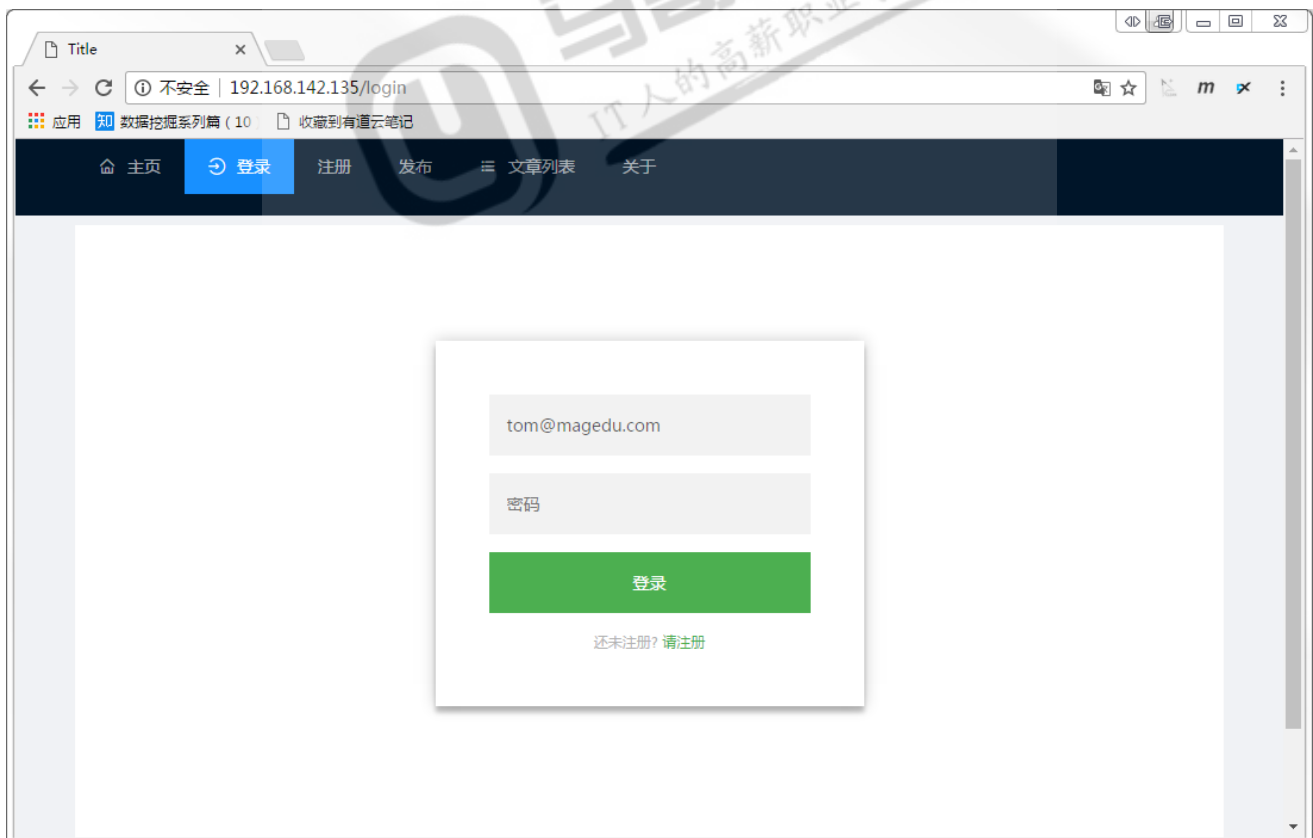 Title
不安全 | 192.168.142.135/login
应用 知 数据挖掘系列篇 ( 10 收藏到有道云笔记
主页 登录 注册 发布 文章列表 关于
tom@magedu.com
密码
登录
还未注册? 请注册
IT人的高薪职业